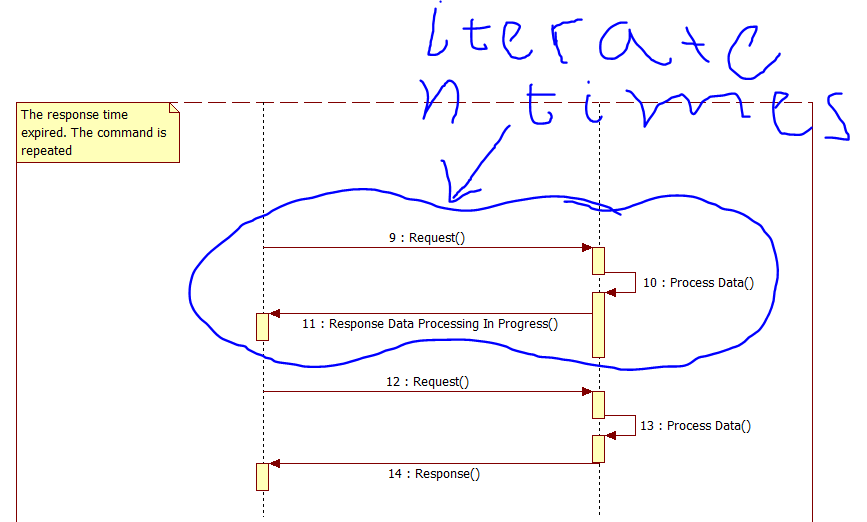 iterate
n times
The response time
expired. The command is
repeated
9 : Request()
10 : Process Data()
11 : Response Data Processing In Progress()
12 : Request()
13 : Process Data()
14 : Response()